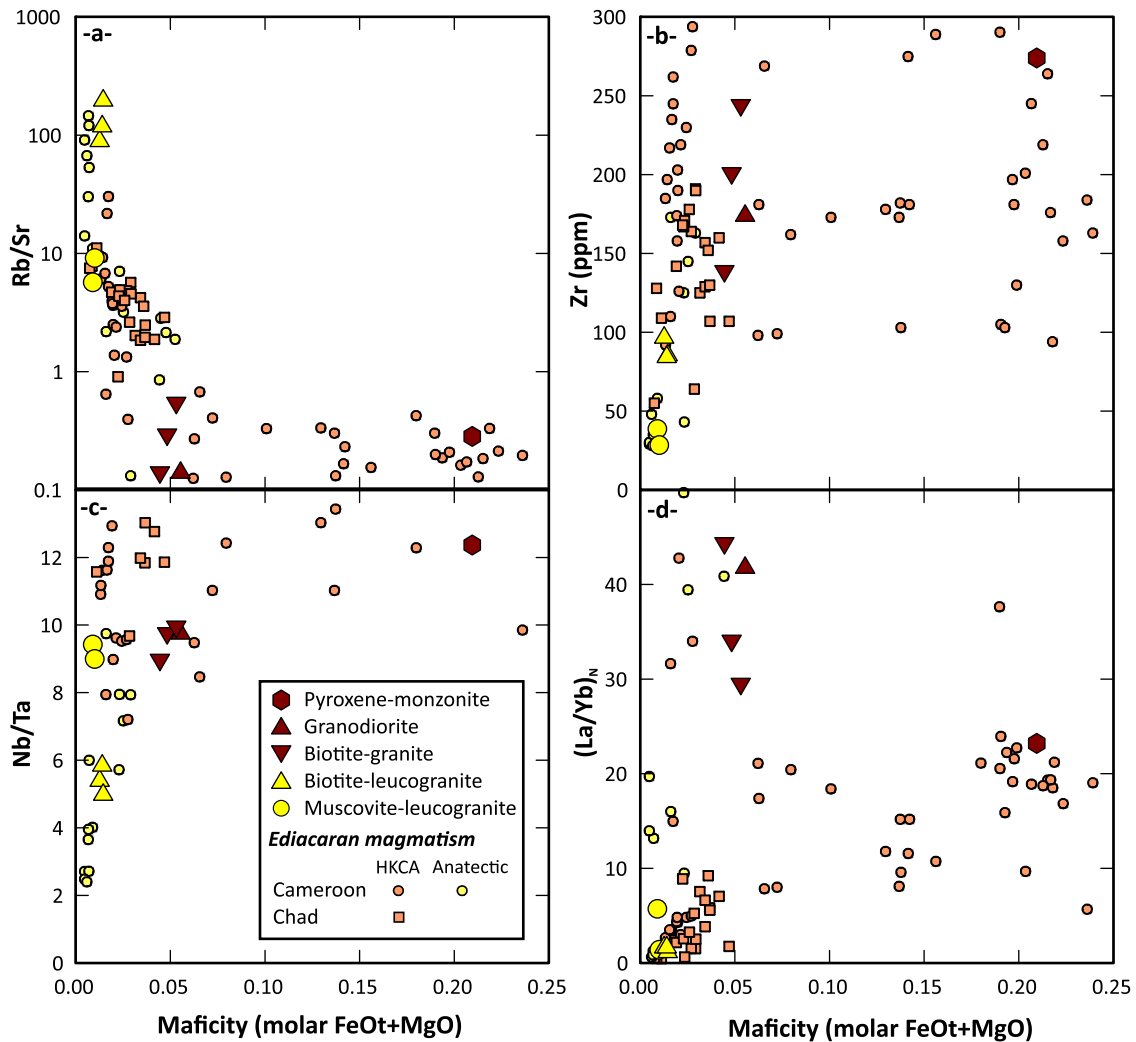 1000
-a-
100
10
1
0.1
Rb/Sr
300
-b-
250
200
150
100
50
0
Zr (ppm)
-c-
12
10
8
6
4
2
0
Nb/Ta
0.00 0.05 0.10 0.15 0.20 0.25
Maficity (molar FeOt+MgO)
Pyroxene-monzonite
Granodiorite
Biotite-granite
Biotite-leucogranite
Muscovite-leucogranite
Ediacaran magmatism
HKCA Anatectic
Cameroon
Chad
-d-
40
30
20
10
0
(La/Yb)N
0.00 0.05 0.10 0.15 0.20 0.25
Maficity (molar FeOt+MgO)